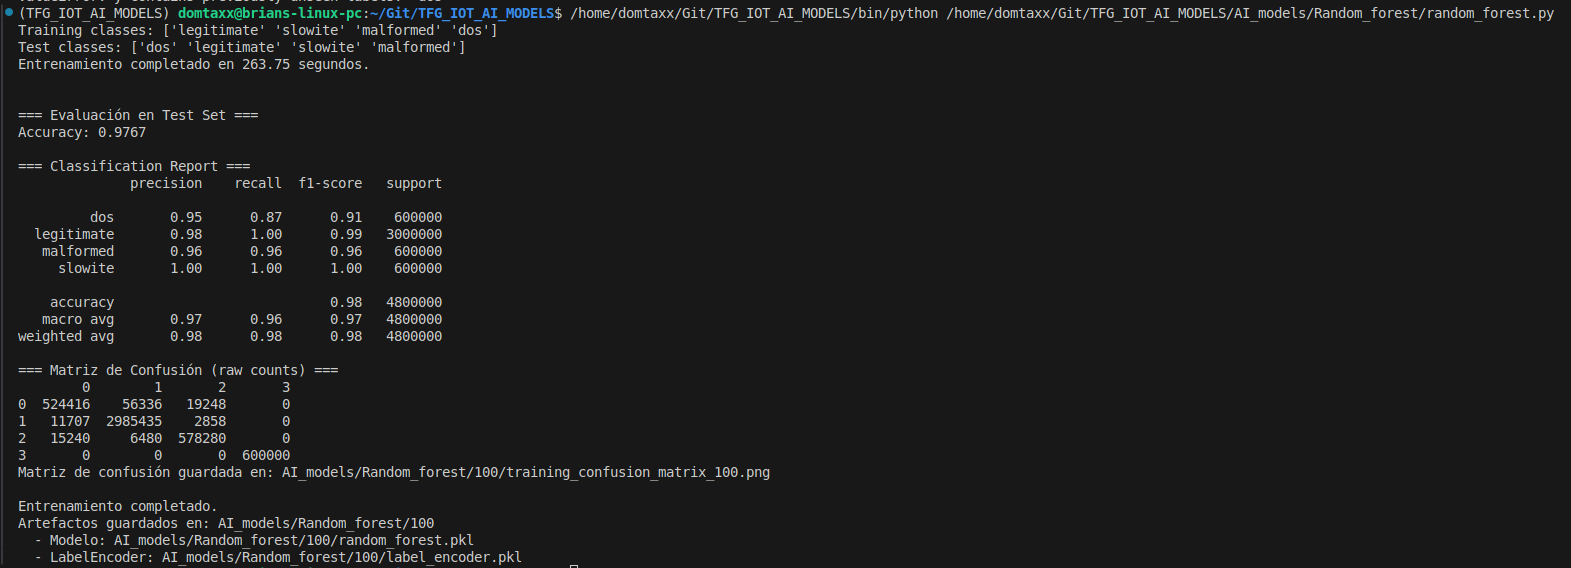 (TFG_IOT_AI_MODELS) domtaxx@brians-linux-pc:~/Git/TFG_IOT_AI_MODELS$ /home/domtaxx/Git/TFG_IOT_AI_MODELS/bin/python /home/domtaxx/Git/TFG_IOT_AI_MODELS/AI_models/Random_forest/random_forest.py
Training classes: ['legitimate' 'slowite' 'malformed' 'dos']
Test classes: ['dos' 'legitimate' 'slowite' 'malformed']
Entrenamiento completado en 263.75 segundos.
=== Evaluación en Test Set ===
Accuracy: 0.9767
=== Classification Report ===
precision recall f1-score support
dos 0.95 0.87 0.91 600000
legitimate 0.98 1.00 0.99 3000000
malformed 0.96 0.96 0.96 600000
slowite 1.00 1.00 1.00 600000
accuracy 0.98 4800000
macro avg 0.97 0.96 0.97 4800000
weighted avg 0.98 0.98 0.98 4800000
=== Matriz de Confusión (raw counts) ===
0 1 2 3
0 524416 56336 19248 0
1 11707 2985435 2858 0
2 15240 6480 578280 0
3 0 0 0 600000
Matriz de confusión guardada en: AI_models/Random_forest/100/training_confusion_matrix_100.png
Entrenamiento completado.
Artefactos guardados en: AI_models/Random_forest/100
- Modelo: AI_models/Random_forest/100/random_forest.pkl
- LabelEncoder: AI_models/Random_forest/100/label_encoder.pkl